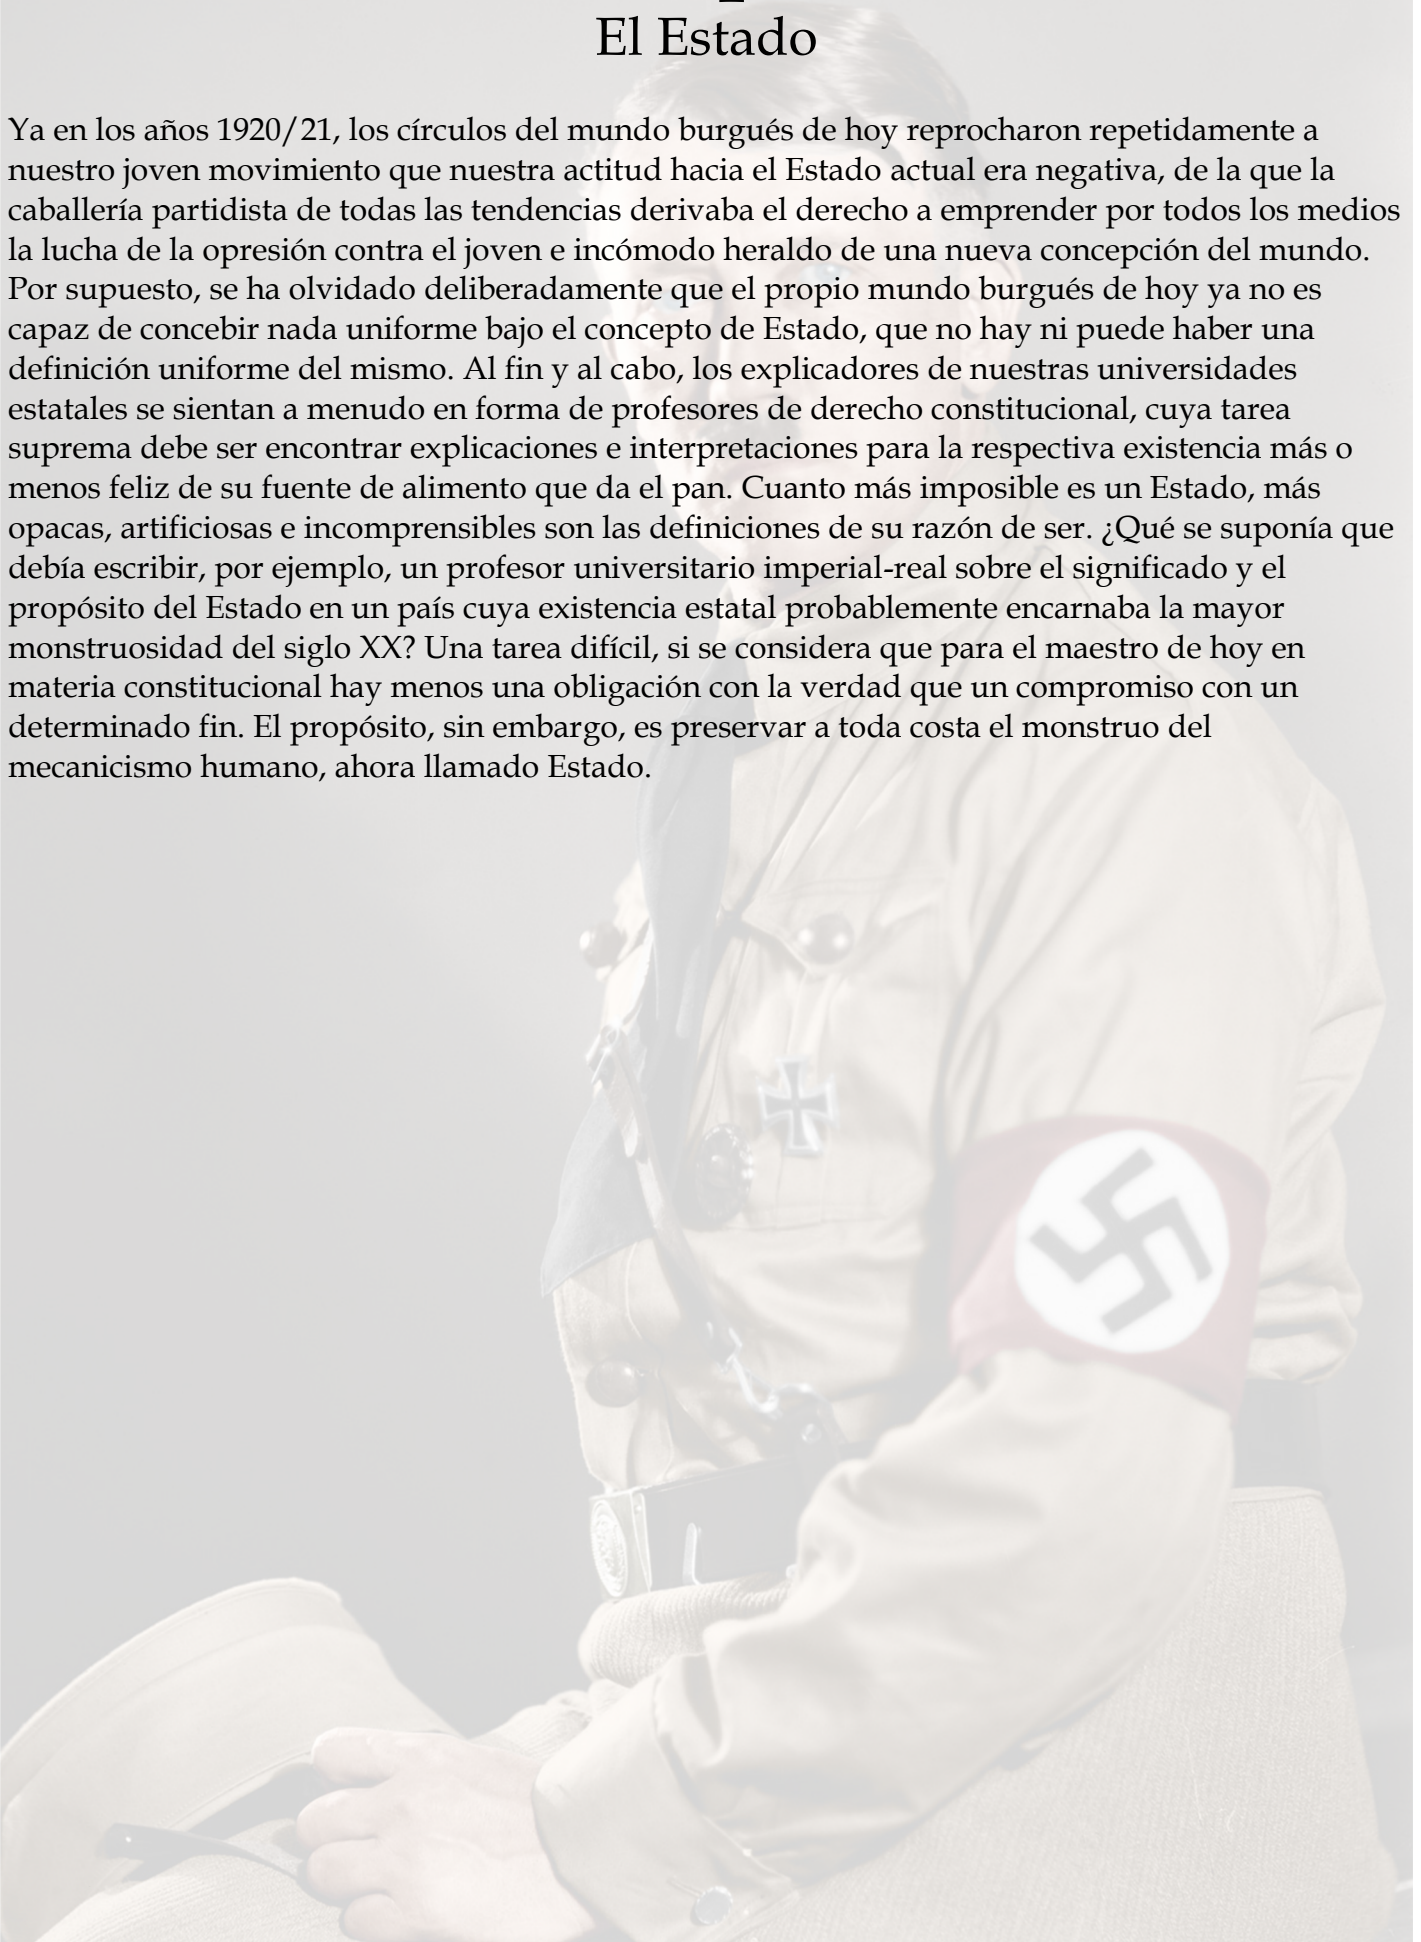 El Estado
Ya en los años 1920/21, los círculos del mundo burgués de hoy reprocharon repetidamente a
nuestro joven movimiento que nuestra actitud hacia el Estado actual era negativa, de la que la
caballería partidista de todas las tendencias derivaba el derecho a emprender por todos los medios
la lucha de la opresión contra el joven e incómodo heraldo de una nueva concepción del mundo.
Por supuesto, se ha olvidado deliberadamente que el propio mundo burgués de hoy ya no es
capaz de concebir nada uniforme bajo el concepto de Estado, que no hay ni puede haber una
definición uniforme del mismo. Al fin y al cabo, los explicadores de nuestras universidades
estatales se sientan a menudo en forma de profesores de derecho constitucional, cuya tarea
suprema debe ser encontrar explicaciones e interpretaciones para la respectiva existencia más o
menos feliz de su fuente de alimento que da el pan. Cuanto más imposible es un Estado, más
opacas, artificiosas e incomprensibles son las definiciones de su razón de ser. ¿Qué se suponía que
debía escribir, por ejemplo, un profesor universitario imperial-real sobre el significado y el
propósito del Estado en un país cuya existencia estatal probablemente encarnaba la mayor
monstruosidad del siglo XX? Una tarea difícil, si se considera que para el maestro de hoy en
materia constitucional hay menos una obligación con la verdad que un compromiso con un
determinado fin. El propósito, sin embargo, es preservar a toda costa el monstruo del
mecanicismo humano, ahora llamado Estado.